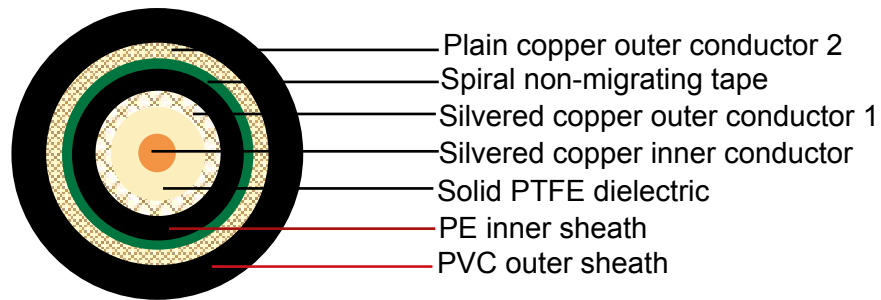 Plain copper outer conductor 2
Spiral non-migrating tape
Silvered copper outer conductor 1
Silvered copper inner conductor
Solid PTFE dielectric
PE inner sheath
PVC outer sheath